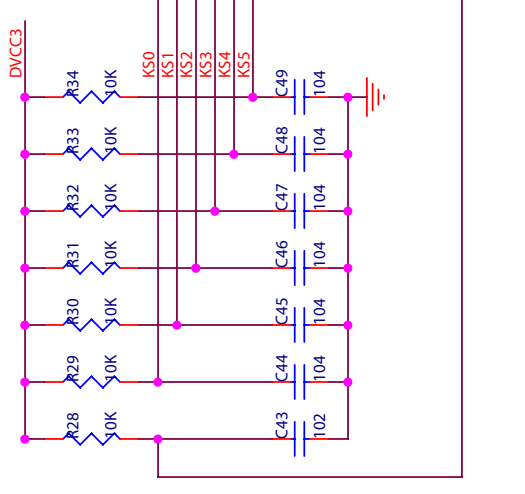 DVCC3
KS0
KS1
KS2
KS3
KS4
KS5
R34
10K
C49
104
R33
10K
C48
104
R32
10K
C47
104
R31
10K
C46
104
R30
10K
C45
104
R29
10K
C44
104
R28
10K
C43
102